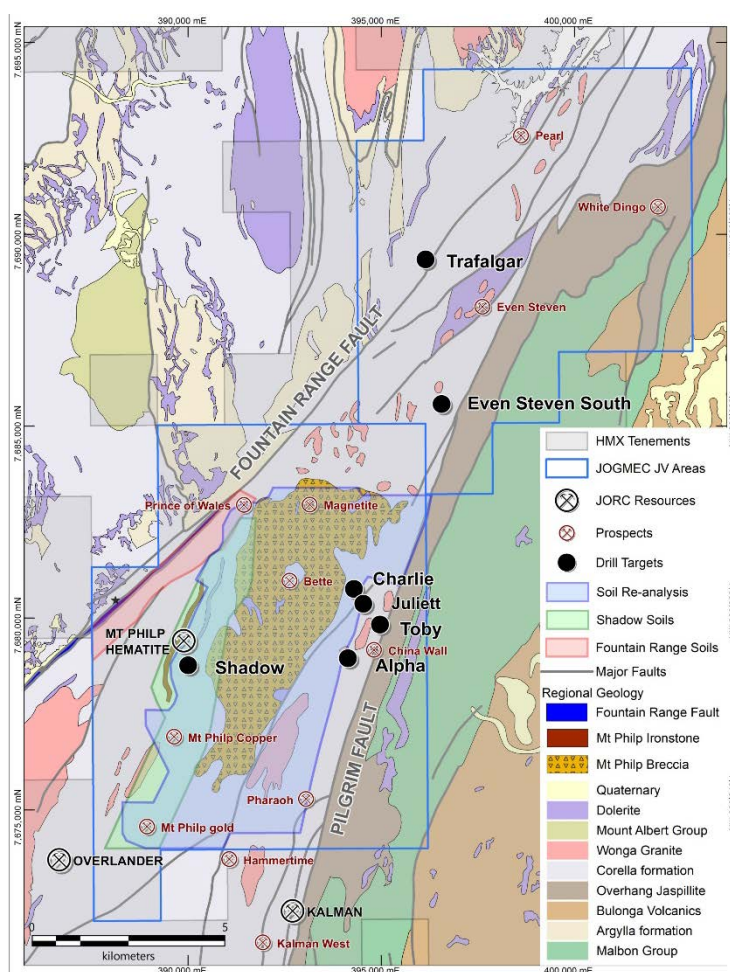 390,000 mE
395,000 mE
400,000 mE
7,695,000 mN
Pearl
White Dingo
7,690,000 mN
Trafalgar
Even Steven
FOUNTAIN RANGE FAULT
Even Steven South
7,685,000 mN
HMX Tenements
JOGMEC JV Areas
JORC Resources
Prospects
Drill Targets
Soil Re-analysis
Shadow Soils
Fountain Range Soils
Major Faults
Regional Geology
Fountain Range Fault
Mt Philp Ironstone
Mt Philp Breccia
Quaternary
Dolerite
Mount Albert Group
Wonga Granite
Corella formation
Overhang Jaspillite
Bulonga Volcanics
Argylla formation
Malbon Group
Prince of Wales
Magnetite
Bette
Charlie
Juliett
7,680,000 mN
MT PHILP
HEMATITE
Toby
China Wall
Shadow
Alpha
Mt Philp Copper
PILGRIM FAULT
Pharaoh
7,675,000 mN
Mt Philp gold
OVERLANDER
Hammertime
KALMAN
Kalman West
0
5
kilometers
390,000 mE
395,000 mE
400,000 mE